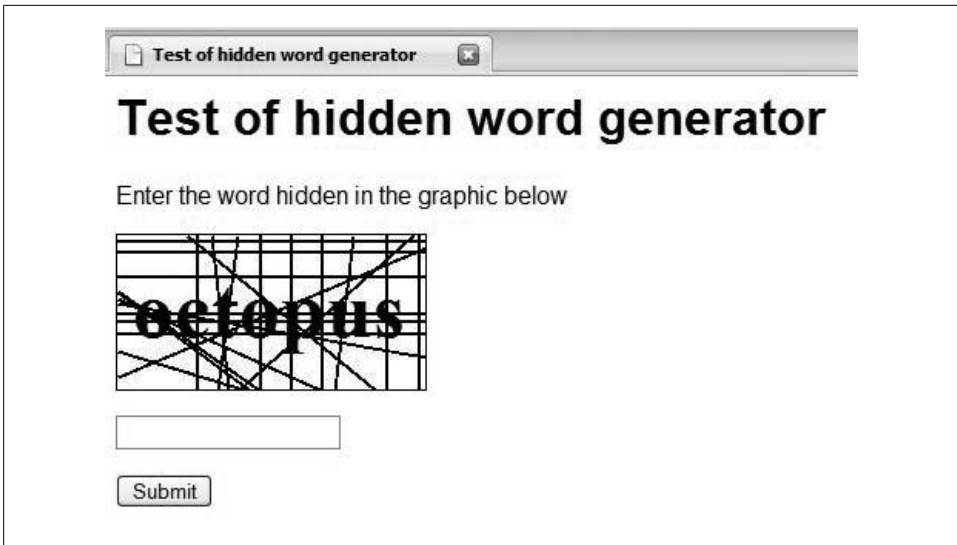 Test of hidden word generator
Test of hidden word generator
Enter the word hidden in the graphic below
octopus
Submit